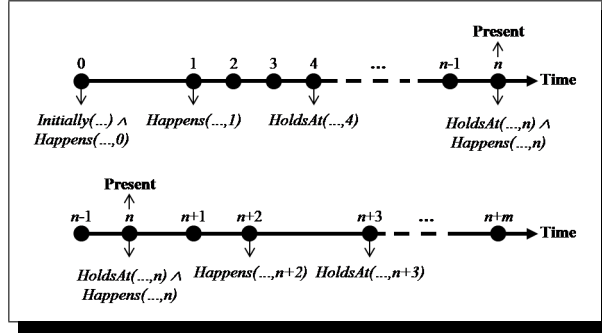 Present
0 1 2 3 4 ... n-1 n
Time
Initially(...) ∧ Happens(...,1) HoldsAt(...,4) HoldsAt(...,n) ∧
Happens(...,0) Happens(...,n)
Present
n-1 n n+1 n+2 n+3 ... n+m
Time
HoldsAt(...,n) ∧ Happens(...,n+2) HoldsAt(...,n+3)
Happens(...,n)